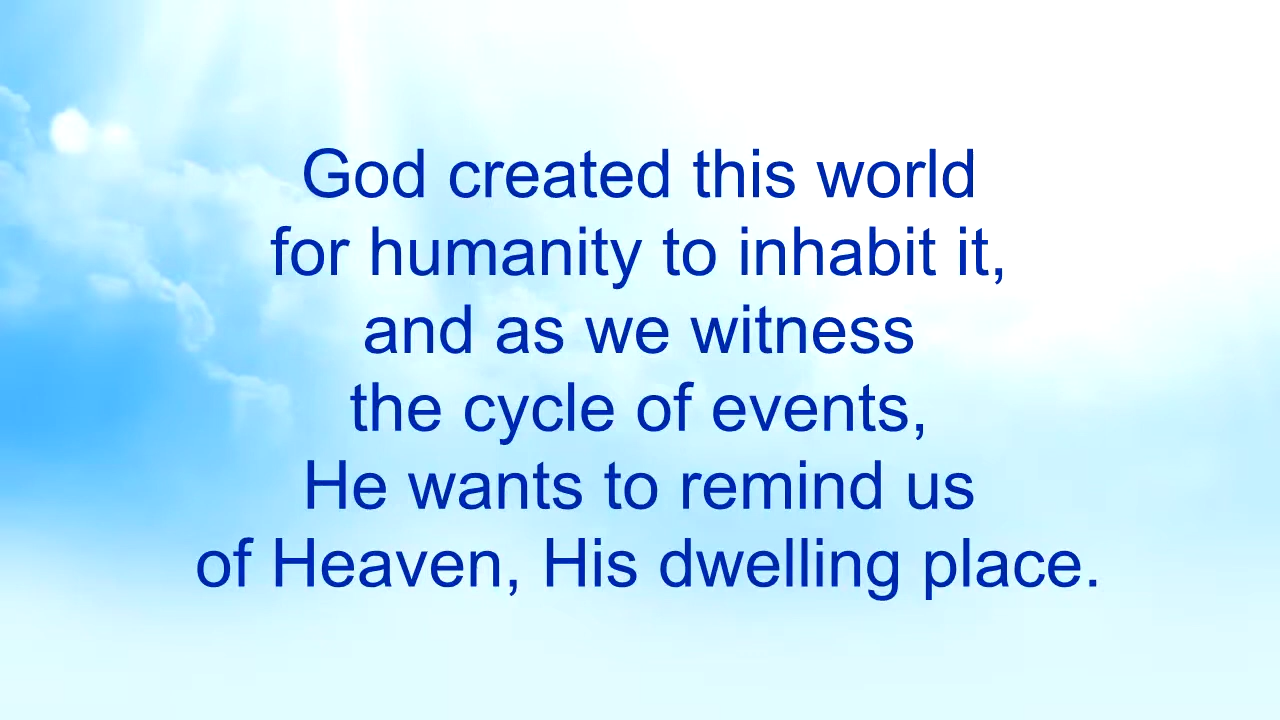 God created this world
for humanity to inhabit it,
and as we witness
the cycle of events,
He wants to remind us
of Heaven, His dwelling place.